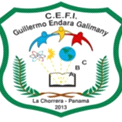 C.E.F.I.
Guillermo Endara Galimany
B
C
La Chorrera - Panamá
2013